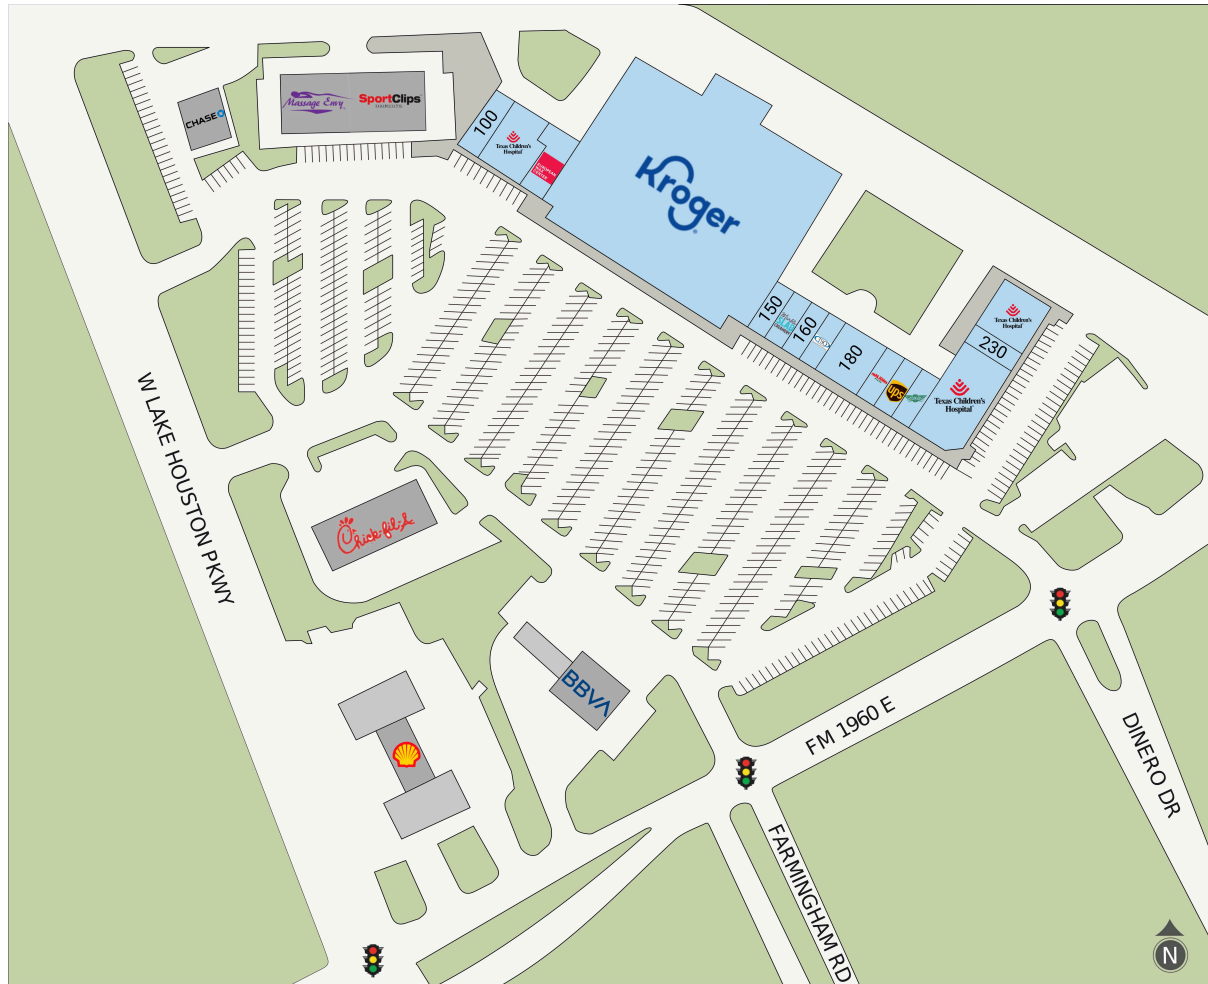 CHASE
Massage Envy
SportClips
HAIRCUTS
100
Texas Children's
Hospital
Kroger
150
160
180
ups
Texas Children's
Hospital
230
Texas Children's
Hospital
W LAKE HOUSTON PKWY
Chick-fil-A
BBVA
FM 1960 E
DINERO DR
FARMINGHAM RD
N